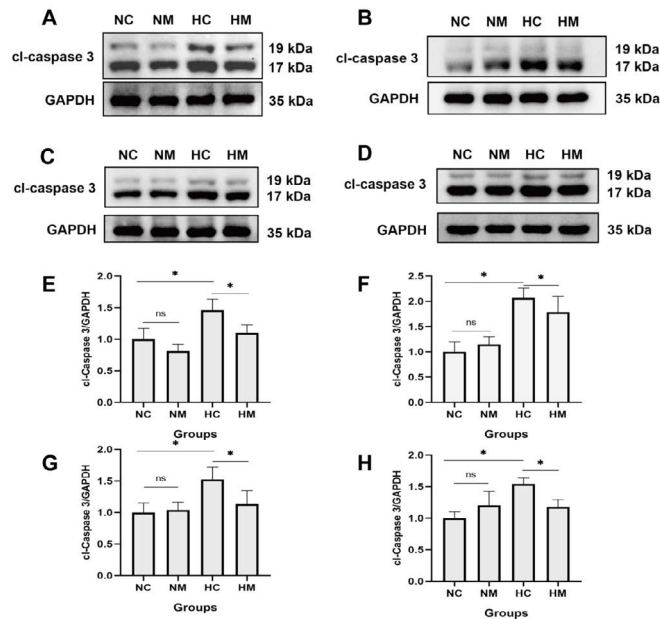 A
NC NM HC HM
cl-caspase 3
19 kDa
17 kDa
GAPDH
35 kDa
B
NC NM HC HM
cl-caspase 3
19 kDa
17 kDa
GAPDH
35 kDa
C
NC NM HC HM
cl-caspase 3
19 kDa
17 kDa
GAPDH
35 kDa
D
NC NM HC HM
cl-caspase 3
19 kDa
17 kDa
GAPDH
35 kDa
E
cl-Caspase 3/GAPDH
2.0
1.5
1.0
0.5
0.0
*
*
ns
NC NM HC HM
Groups
F
cl-Caspase 3/GAPDH
2.5
2.0
1.5
1.0
0.5
0.0
*
*
ns
NC NM HC HM
Groups
G
cl-Caspase 3/GAPDH
2.0
1.5
1.0
0.5
0.0
*
*
ns
NC NM HC HM
Groups
H
cl-Caspase 3/GAPDH
2.0
1.5
1.0
0.5
0.0
*
*
ns
NC NM HC HM
Groups